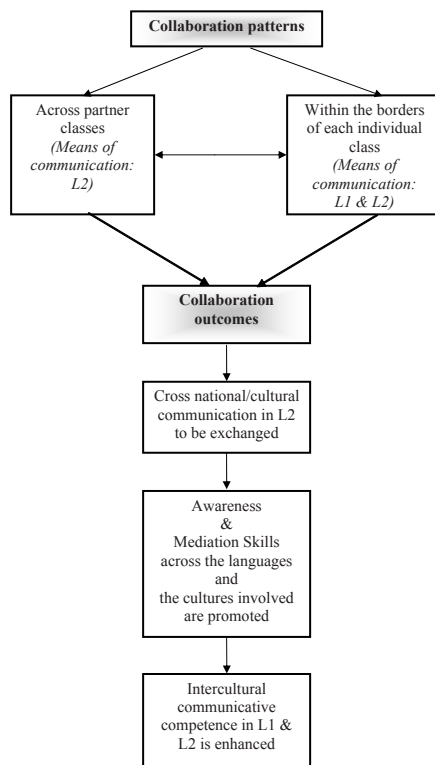 Collaboration patterns
Across partner
classes
(Means of
communication:
L2)
Within the borders
of each individual
class
(Means of
communication:
L1 & L2)
Collaboration
outcomes
Cross national/cultural
communication in L2
to be exchanged
Awareness
&
Mediation Skills
across the languages
and
the cultures involved
are promoted
Intercultural
communicative
competence in L1 &
L2 is enhanced